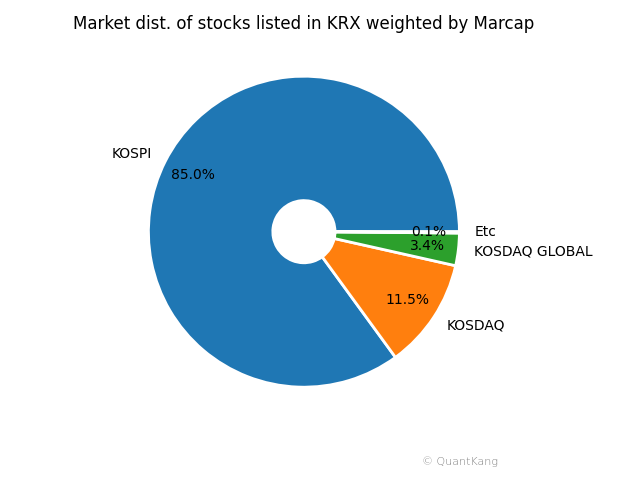 Market dist. of stocks listed in KRX weighted by Marcap
KOSPI
85.0%
0.1%
Etc
3.4%
KOSDAQ GLOBAL
11.5%
KOSDAQ
© QuantKang